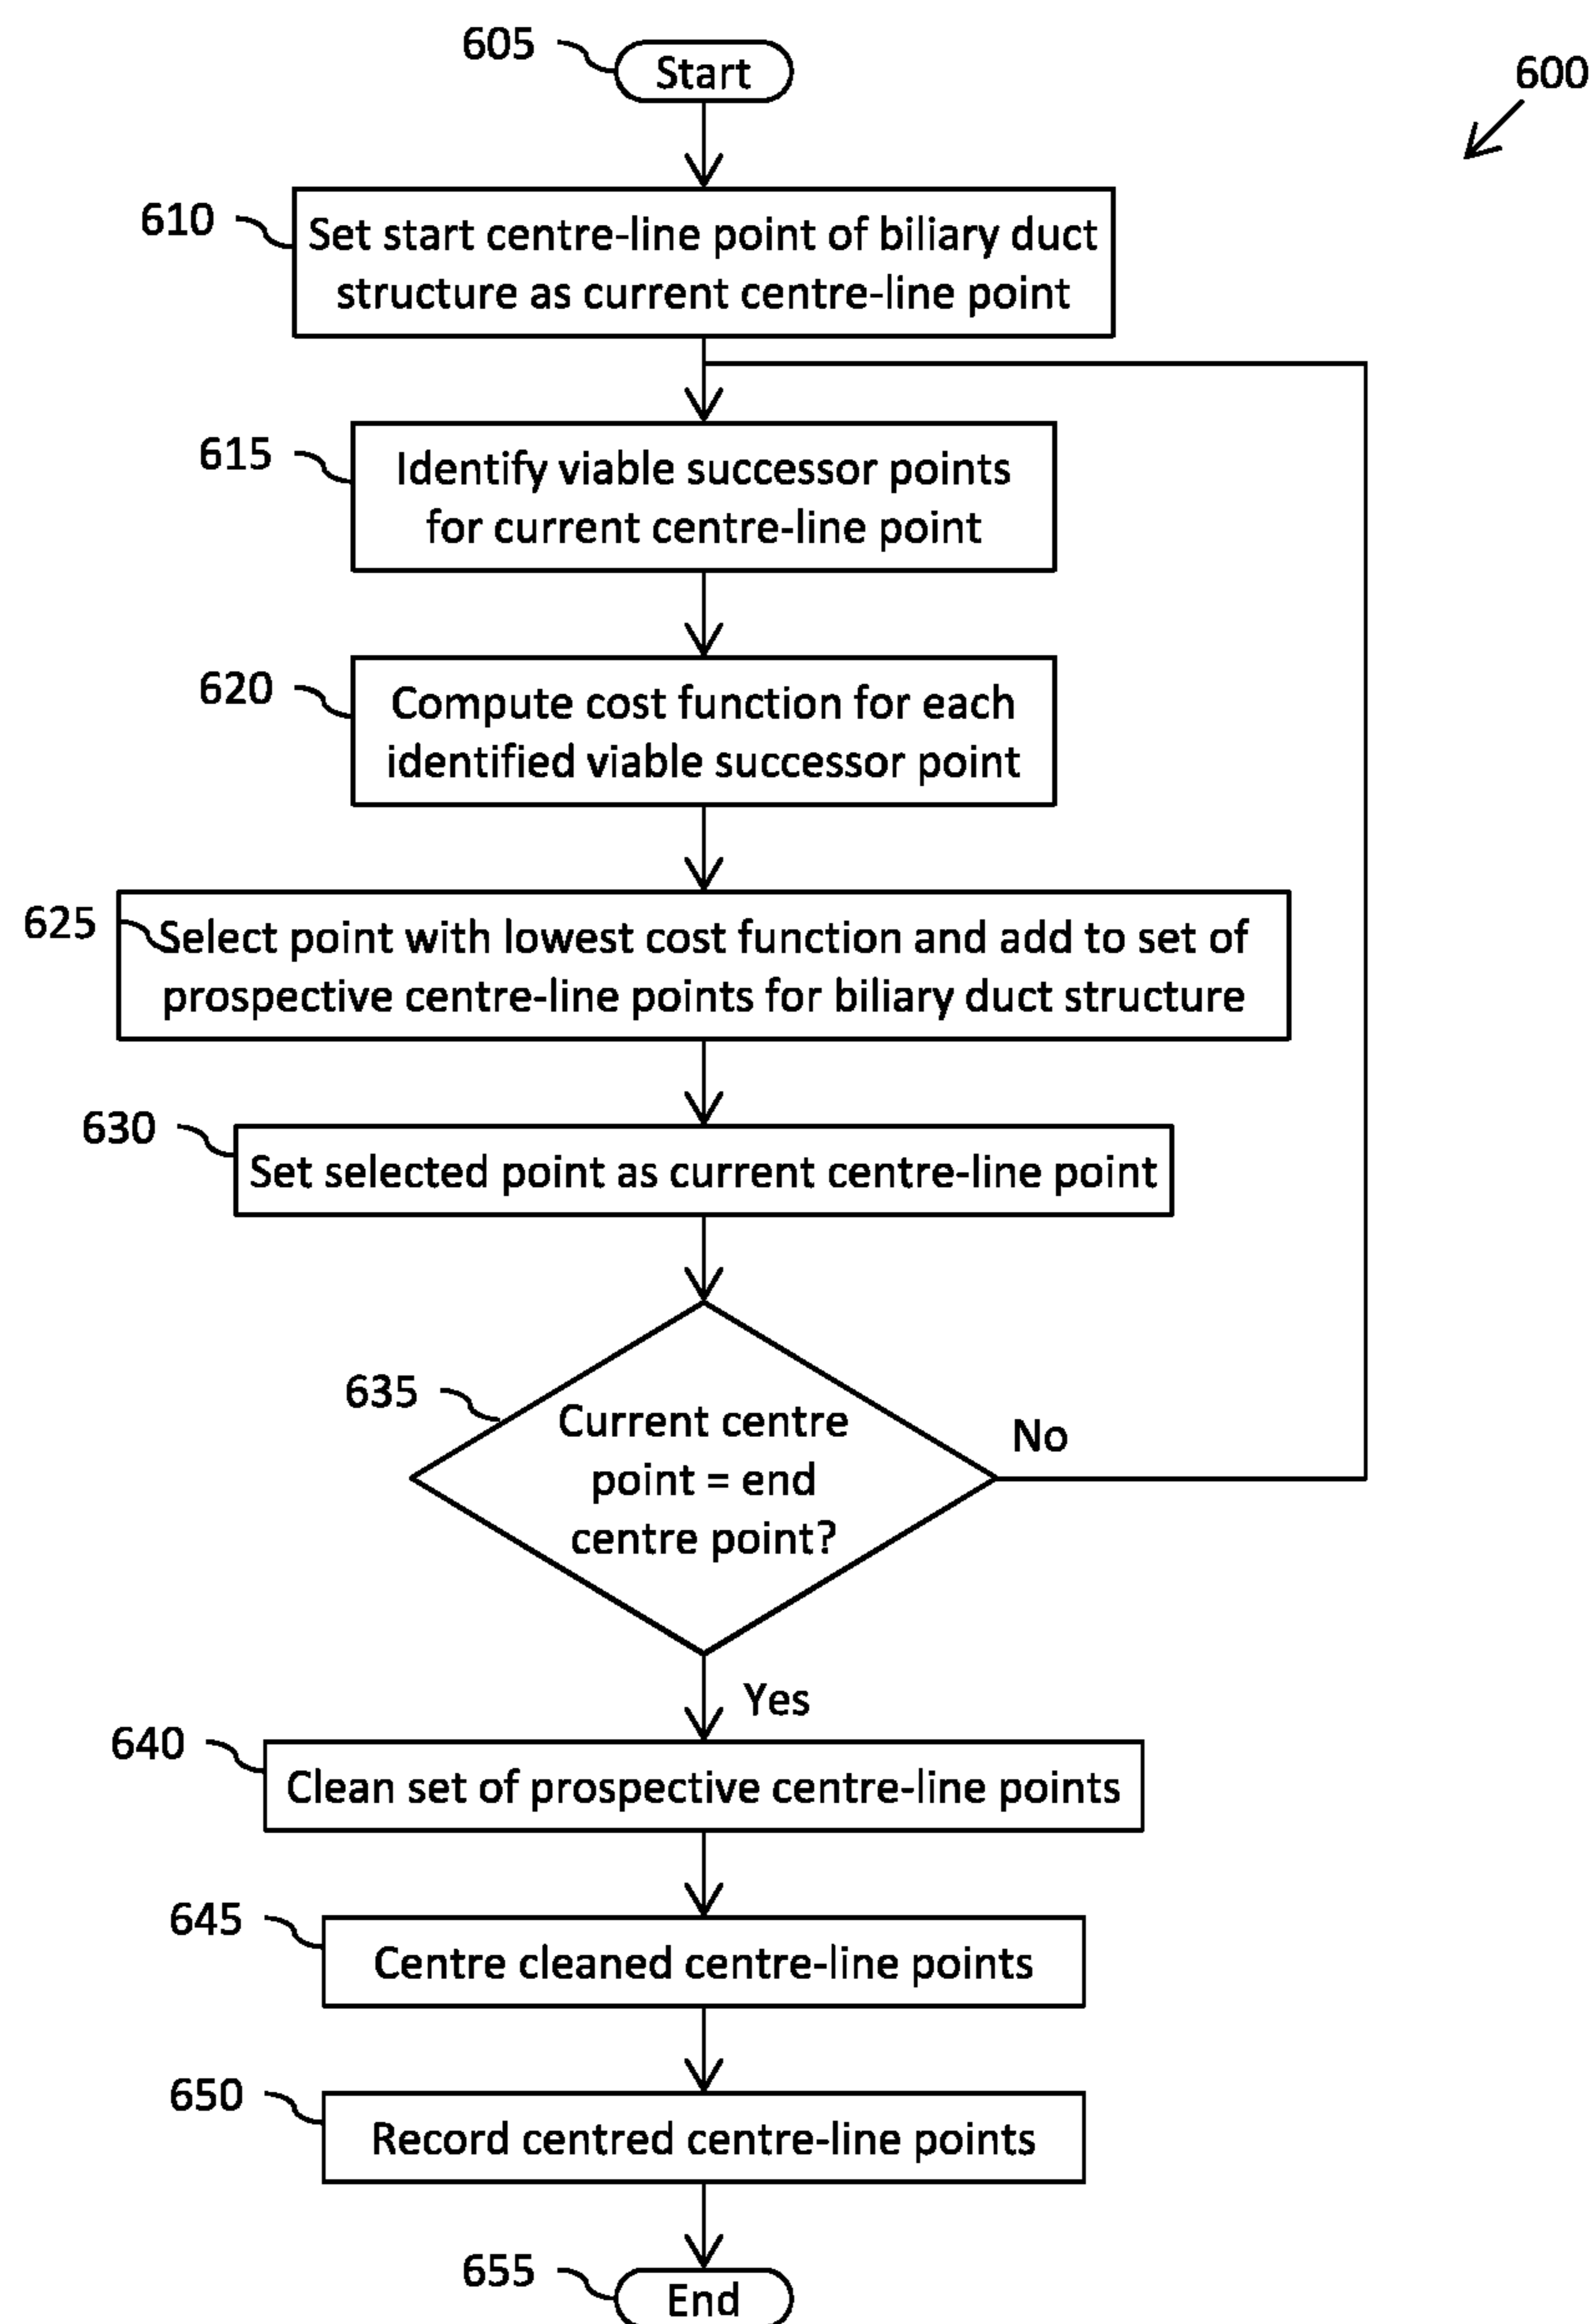 605
Start
600
610
Set start centre-line point of biliary duct
structure as current centre-line point
615
Identify viable successor points
for current centre-line point
620
Compute cost function for each
identified viable successor point
625
Select point with lowest cost function and add to set of
prospective centre-line points for biliary duct structure
630
Set selected point as current centre-line point
635
Current centre
point = end
centre point?
No
Yes
640
Clean set of prospective centre-line points
645
Centre cleaned centre-line points
650
Record centred centre-line points
655
End